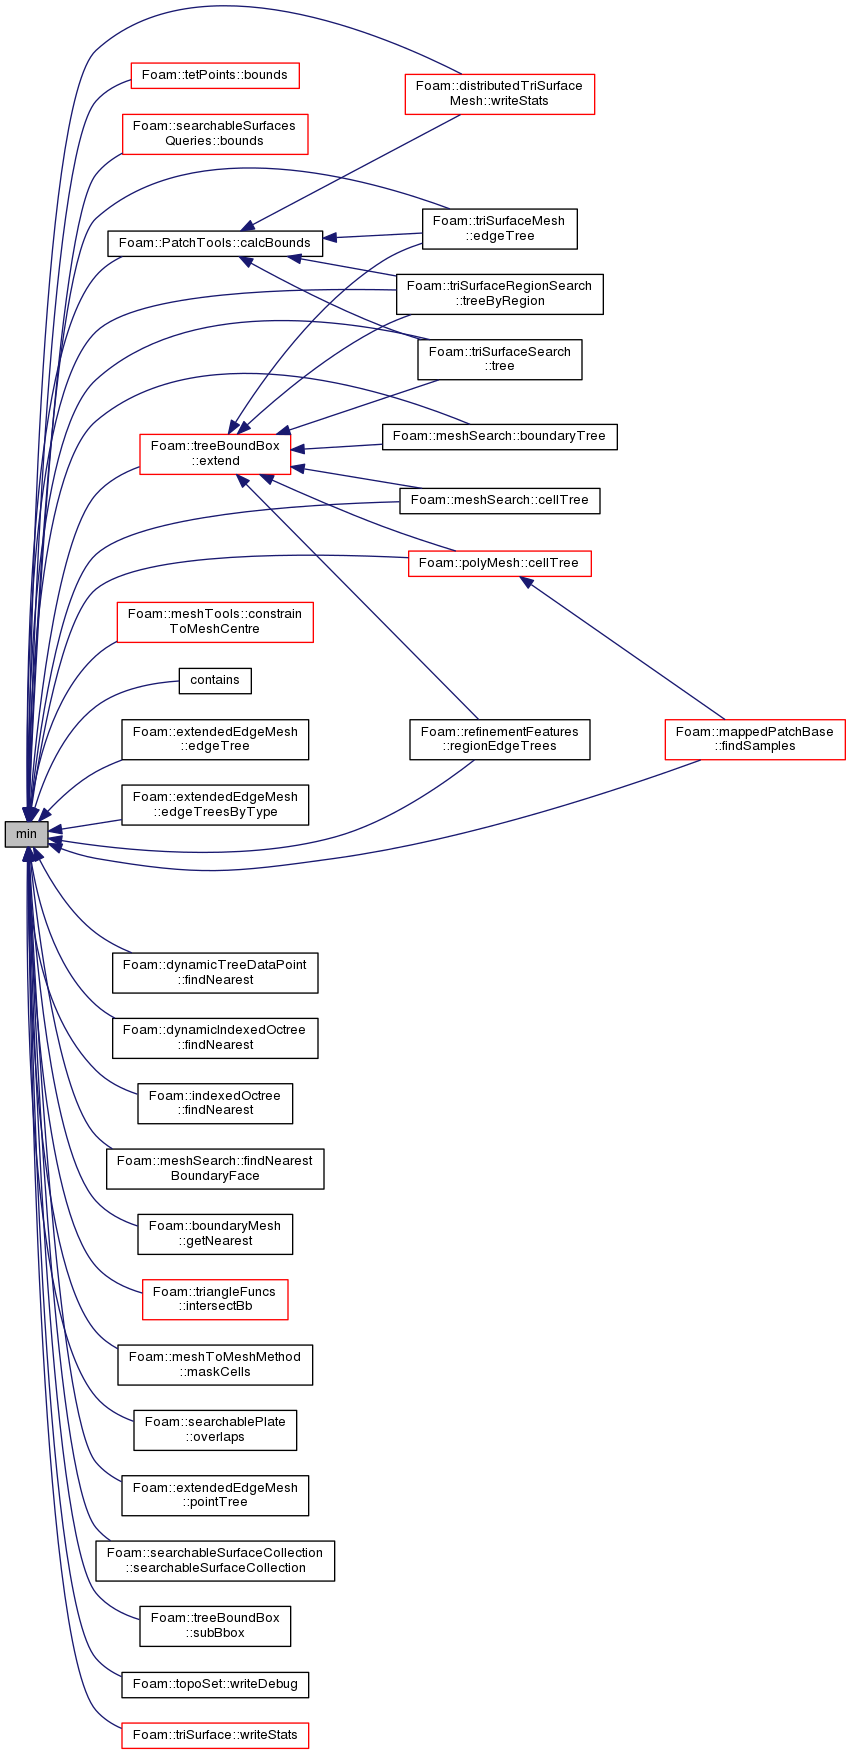 Foam::tetPoints::bounds
Foam::distributedTriSurface
Mesh::writeStats
Foam::searchableSurfaces
Queries::bounds
Foam::PatchTools::calcBounds
Foam::triSurfaceMesh
::edgeTree
Foam::triSurfaceRegionSearch
::treeByRegion
Foam::triSurfaceSearch
::tree
Foam::meshSearch::boundaryTree
Foam::treeBoundBox
::extend
Foam::meshSearch::cellTree
Foam::polyMesh::cellTree
Foam::meshTools::constrain
ToMeshCentre
contains
Foam::extendedEdgeMesh
::edgeTree
Foam::refinementFeatures
::regionEdgeTrees
Foam::mappedPatchBase
::findSamples
Foam::extendedEdgeMesh
::edgeTreesByType
min
Foam::dynamicTreeDataPoint
::findNearest
Foam::dynamicIndexedOctree
::findNearest
Foam::indexedOctree
::findNearest
Foam::meshSearch::findNearest
BoundaryFace
Foam::boundaryMesh
::getNearest
Foam::triangleFuncs
::intersectBb
Foam::meshToMeshMethod
::maskCells
Foam::searchablePlate
::overlaps
Foam::extendedEdgeMesh
::pointTree
Foam::searchableSurfaceCollection
::searchableSurfaceCollection
Foam::treeBoundBox
::subBbox
Foam::topoSet::writeDebug
Foam::triSurface::writeStats